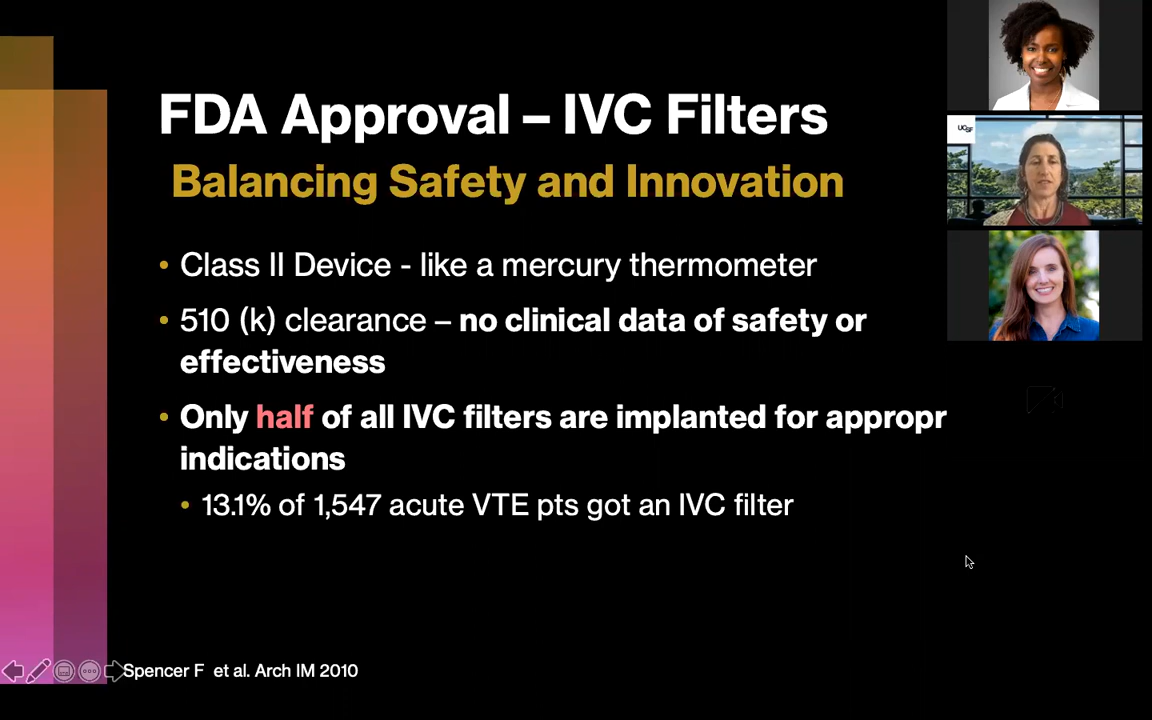 FDA Approval – IVC Filters
Balancing Safety and Innovation
• Class II Device - like a mercury thermometer
• 510 (k) clearance – no clinical data of safety or
effectiveness
• Only half of all IVC filters are implanted for appropr
indications
• 13.1% of 1,547 acute VTE pts got an IVC filter
Spencer F et al. Arch IM 2010
UCSF